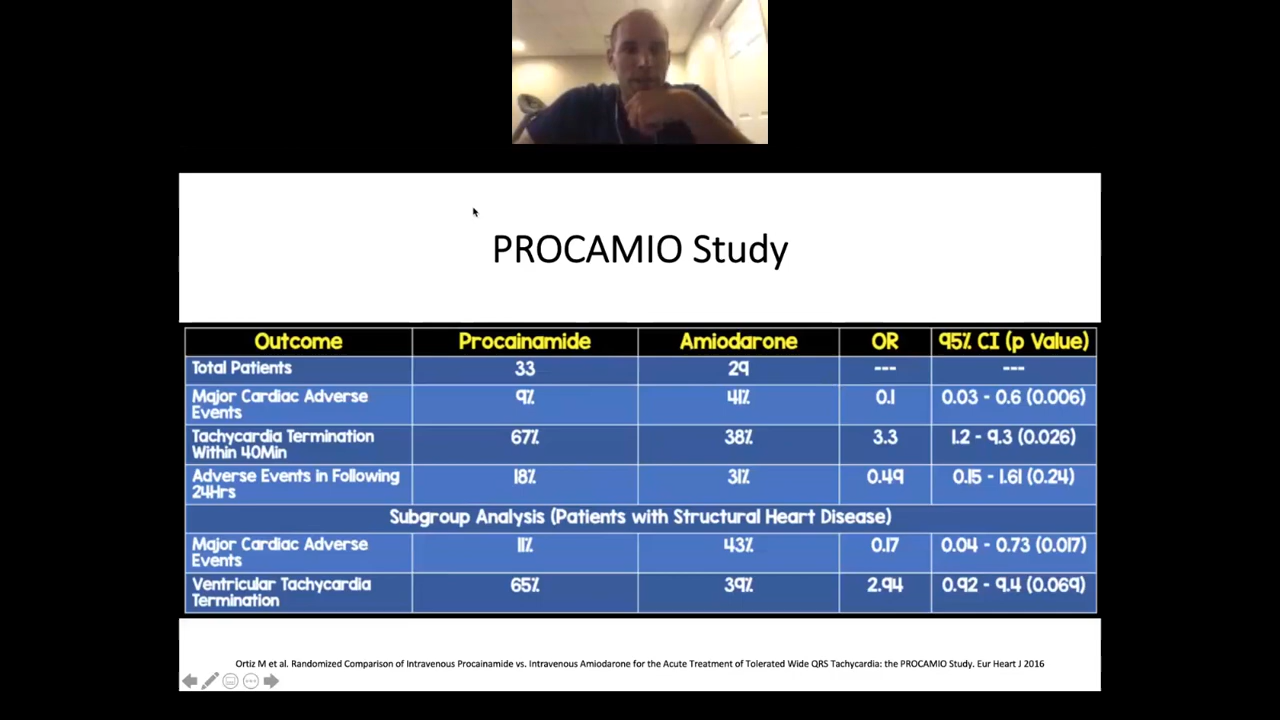 PROCAMIO Study
Outcome Procainamide Amiodarone OR 95% CI (p Value)
Total Patients 33 29 --- ---
Major Cardiac Adverse
Events 9% 41% 0.1 0.03 - 0.6 (0.006)
Tachycardia Termination
Within 40Min 67% 38% 3.3 1.2 - 9.3 (0.026)
Adverse Events in Following
24Hrs 18% 31% 0.49 0.15 - 1.61 (0.24)
Subgroup Analysis (Patients with Structural Heart Disease)
Major Cardiac Adverse
Events 11% 43% 0.17 0.04 - 0.73 (0.017)
Ventricular Tachycardia
Termination 65% 39% 2.94 0.92 - 9.4 (0.069)
Ortiz M et al. Randomized Comparison of Intravenous Procainamide vs. Intravenous Amiodarone for the Acute Treatment of Tolerated Wide QRS Tachycardia: the PROCAMIO Study. Eur Heart J 2016